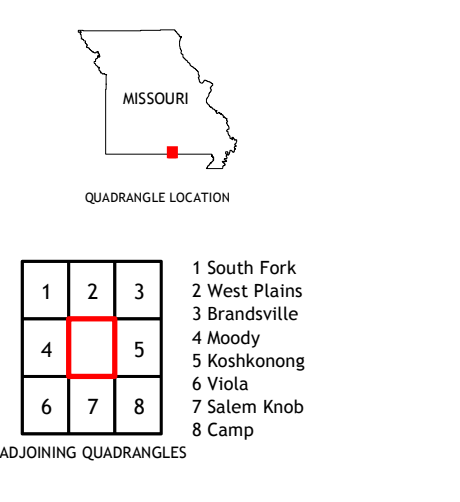 MISSOURI
QUADRANGLE LOCATION
1 2 3
4 5
6 7 8
1 South Fork
2 West Plains
3 Brandsville
4 Moody
5 Koshkonong
6 Viola
7 Salem Knob
8 Camp
ADJOINING QUADRANGLES